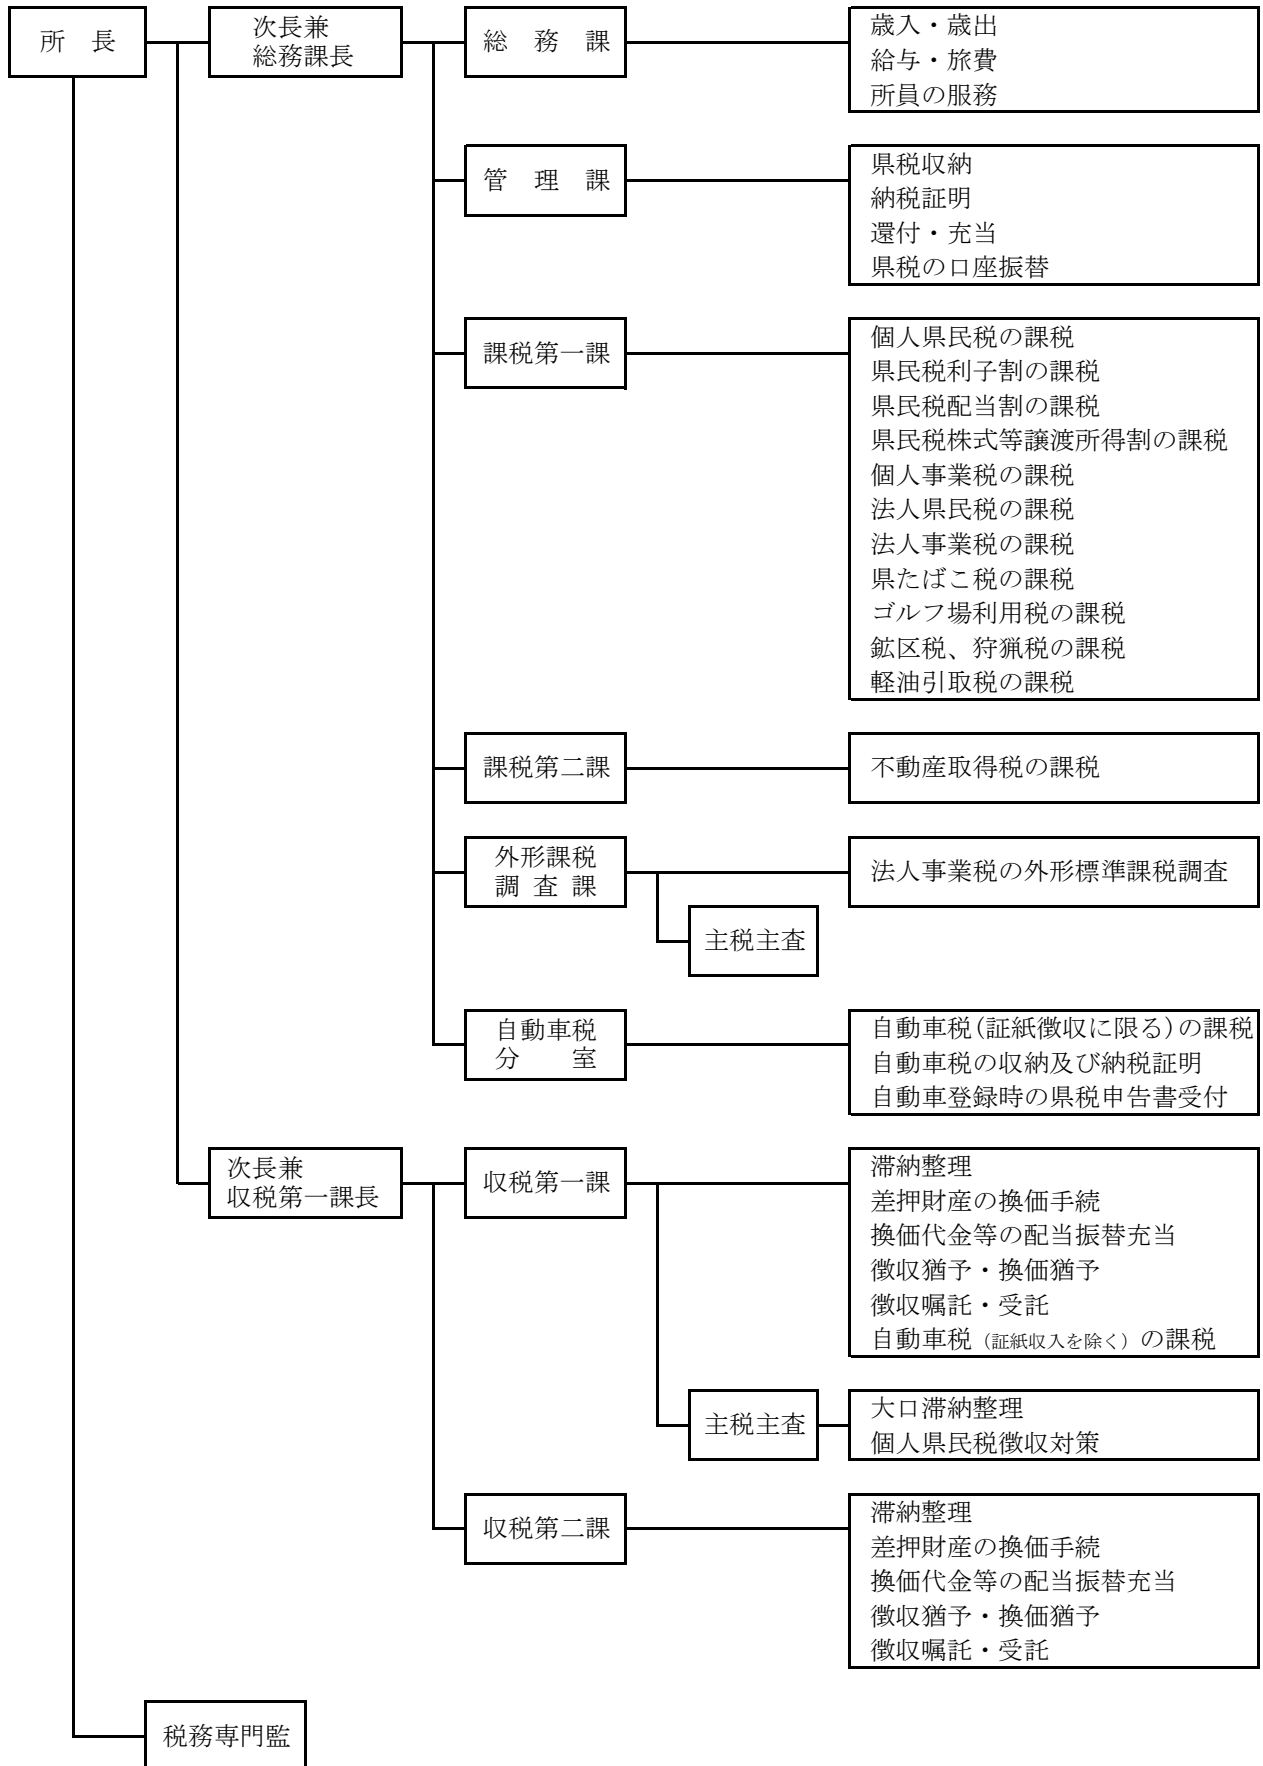 所　長
次長兼
総務課長
総　務　課
歳入・歳出
給与・旅費
所員の服務
管　理　課
県税収納
納税証明
還付・充当
県税の口座振替
課税第一課
個人県民税の課税
県民税利子割の課税
県民税配当割の課税
県民税株式等譲渡所得割の課税
個人事業税の課税
法人県民税の課税
法人事業税の課税
県たばこ税の課税
ゴルフ場利用税の課税
鉱区税、狩猟税の課税
軽油引取税の課税
課税第二課
不動産取得税の課税
外形課税
調 査 課
法人事業税の外形標準課税調査
主税主査
自動車税
分　　室
自動車税(証紙徴収に限る)の課税
自動車税の収納及び納税証明
自動車登録時の県税申告書受付
次長兼
収税第一課長
収税第一課
滞納整理
差押財産の換価手続
換価代金等の配当振替充当
徴収猶予・換価猶予
徴収嘱託・受託
自動車税（証紙収入を除く）の課税
主税主査
大口滞納整理
個人県民税徴収対策
収税第二課
滞納整理
差押財産の換価手続
換価代金等の配当振替充当
徴収猶予・換価猶予
徴収嘱託・受託
税務専門監